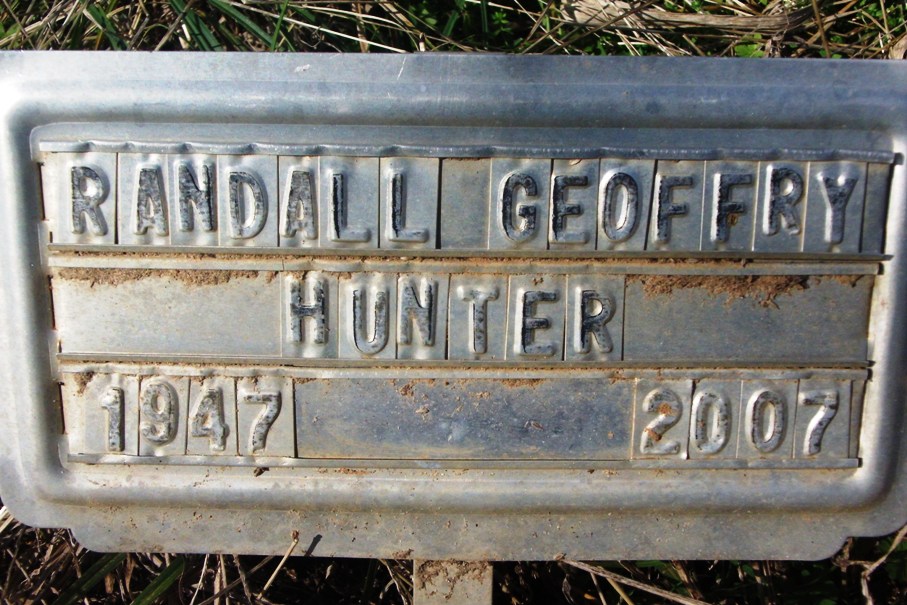 RANDALL GEOFFRY
HUNTER
1947 2007